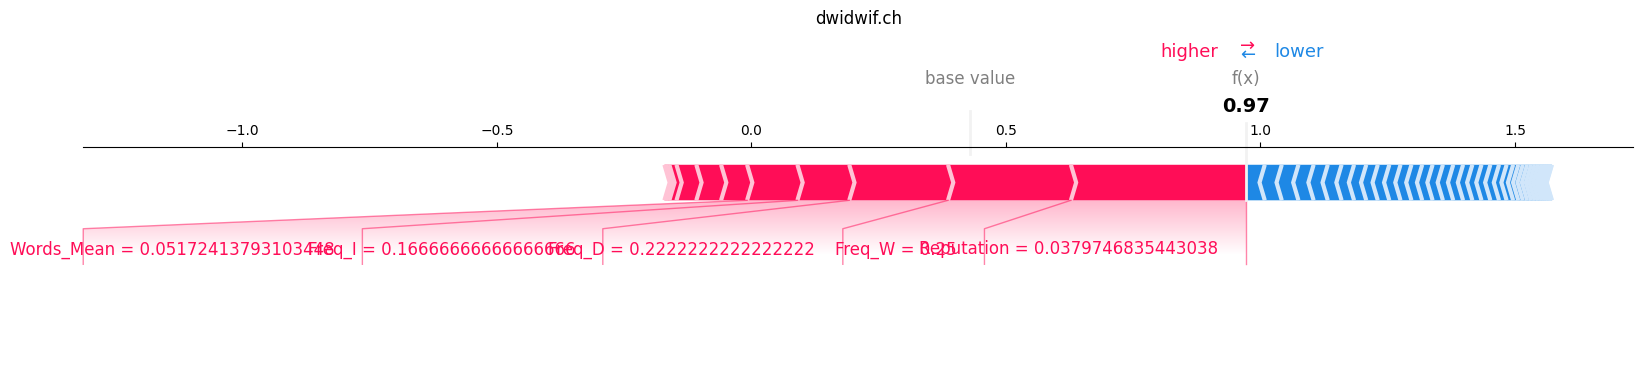 dwidwif.ch
higher → ← lower
base value f(x)
0.97
−1.0 −0.5 0.0 0.5 1.0 1.5
Words_Mean = 0.05172413793103448 Freq_I = 0.16666666666666666 Freq_D = 0.2222222222222222 Freq_W = 0.25 Reputation = 0.0379746835443038